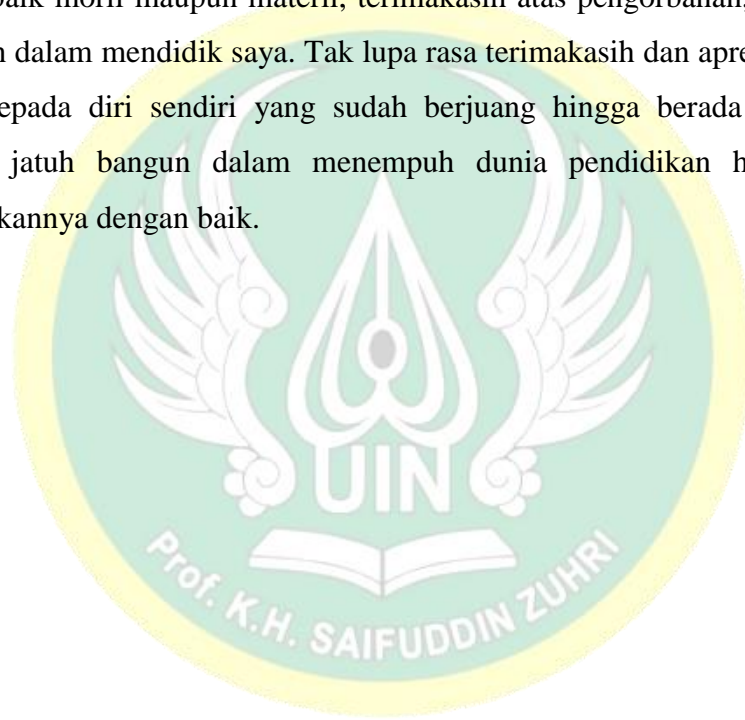 baik moril maupun materil, terimakasih atas pengorbanan,
dalam mendidik saya. Tak lupa rasa terimakasih dan apre
epada diri sendiri yang sudah berjuang hingga berada
jatuh bangun dalam menempuh dunia pendidikan h
kannya dengan baik.
UIN
Prof. K.H. SAIFUDDIN ZUHRI